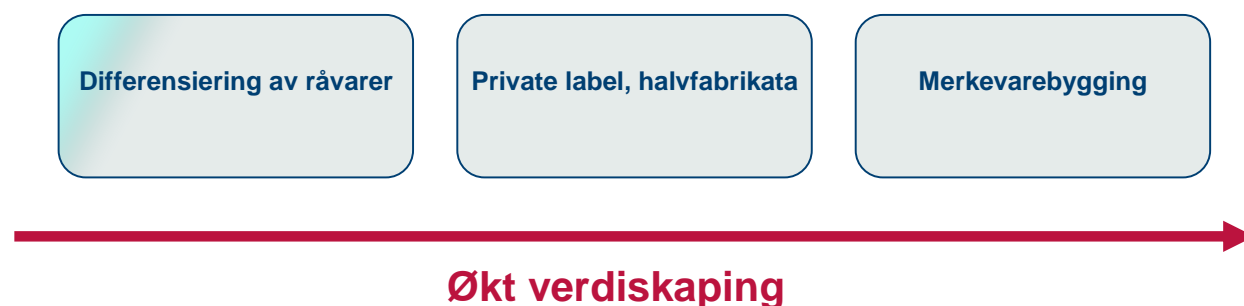 Differensiering av råvarer
Private label, halvfabrikata
Merkevarebygging
Økt verdiskaping